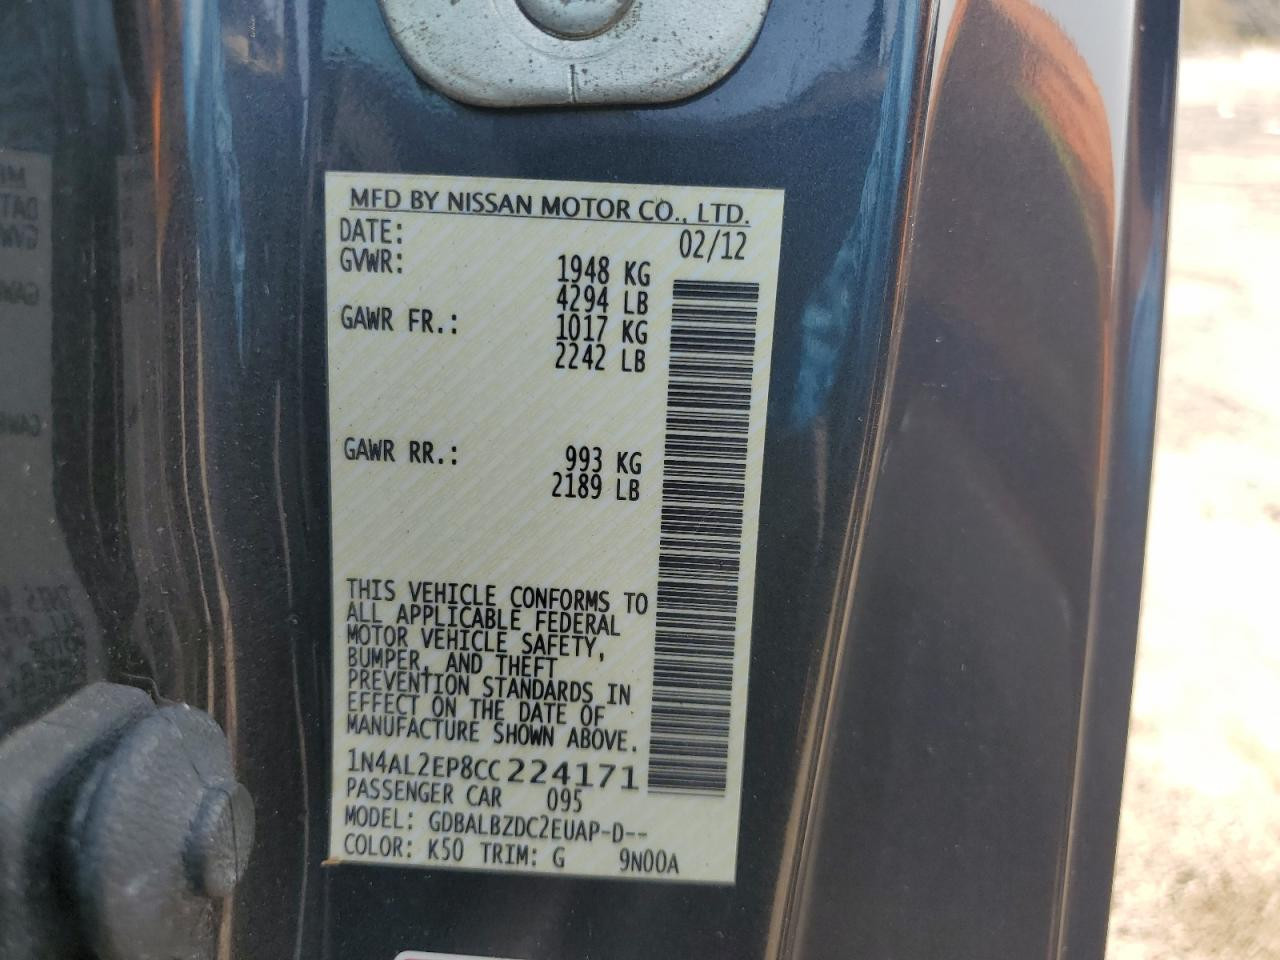 MFD BY NISSAN MOTOR CO., LTD.
DATE: 02/12
GVWR: 1948 KG
4294 LB
GAWR FR.: 1017 KG
2242 LB
GAWR RR.: 993 KG
2189 LB
THIS VEHICLE CONFORMS TO
ALL APPLICABLE FEDERAL
MOTOR VEHICLE SAFETY,
BUMPER, AND THEFT
PREVENTION STANDARDS IN
EFFECT ON THE DATE OF
MANUFACTURE SHOWN ABOVE.
1N4AL2EP8CC224171
PASSENGER CAR 095
MODEL: GDBALBZDC2EUAP-D--
COLOR: K50 TRIM: G 9N00A